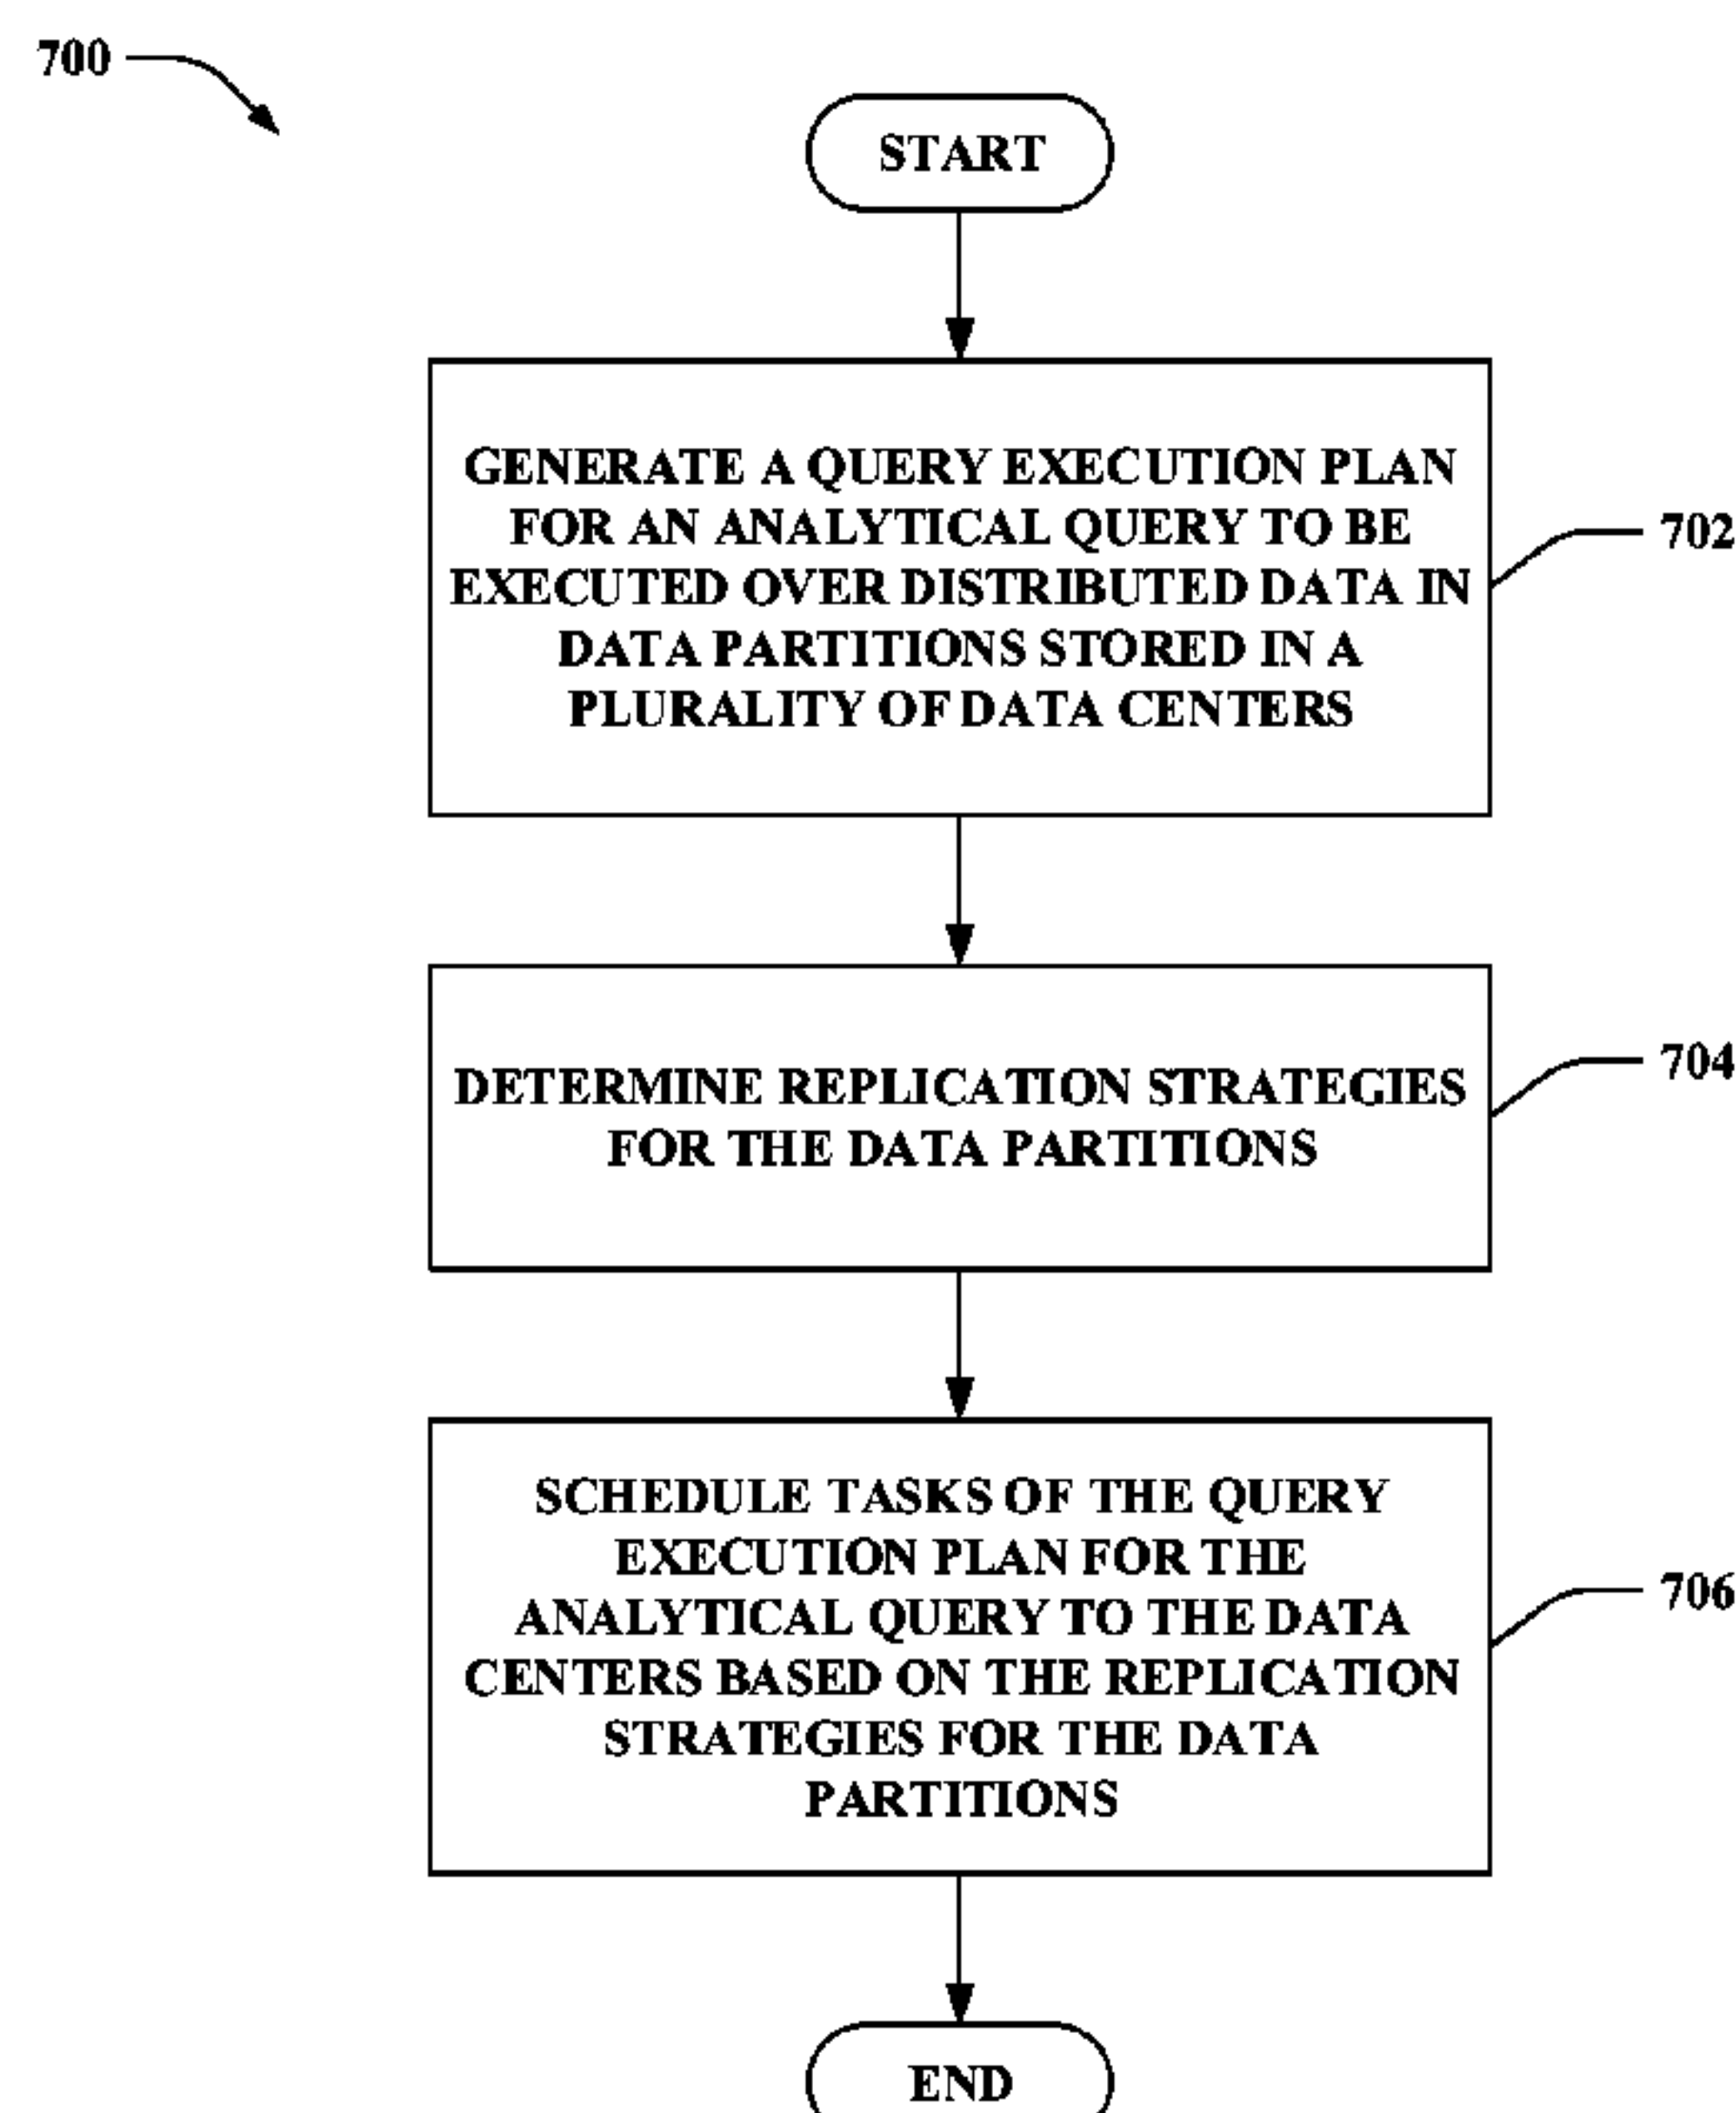 700
START
GENERATE A QUERY EXECUTION PLAN
FOR AN ANALYTICAL QUERY TO BE
EXECUTED OVER DISTRIBUTED DATA IN
DATA PARTITIONS STORED IN A
PLURALITY OF DATA CENTERS
702
DETERMINE REPLICATION STRATEGIES
FOR THE DATA PARTITIONS
704
SCHEDULE TASKS OF THE QUERY
EXECUTION PLAN FOR THE
ANALYTICAL QUERY TO THE DATA
CENTERS BASED ON THE REPLICATION
STRATEGIES FOR THE DATA
PARTITIONS
706
END